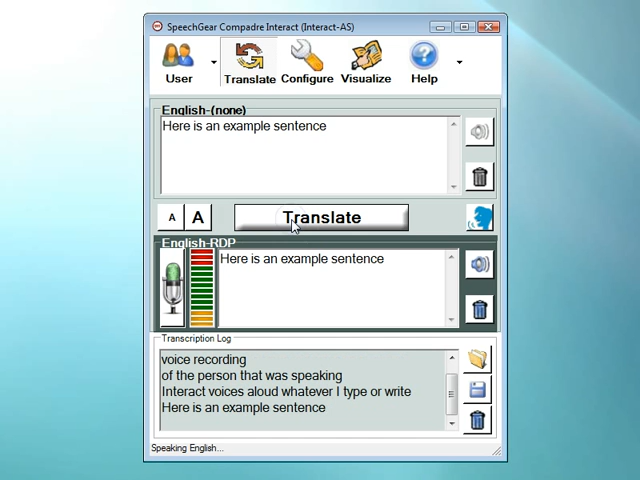 SpeechGear Compadre Interact (Interact-AS)
User
Translate
Configure
Visualize
Help
English-(none)
Here is an example sentence
A
A
Translate
English-RDP
Here is an example sentence
Transcription Log
voice recording
of the person that was speaking
Interact voices aloud whatever I type or write
Here is an example sentence
Speaking English...